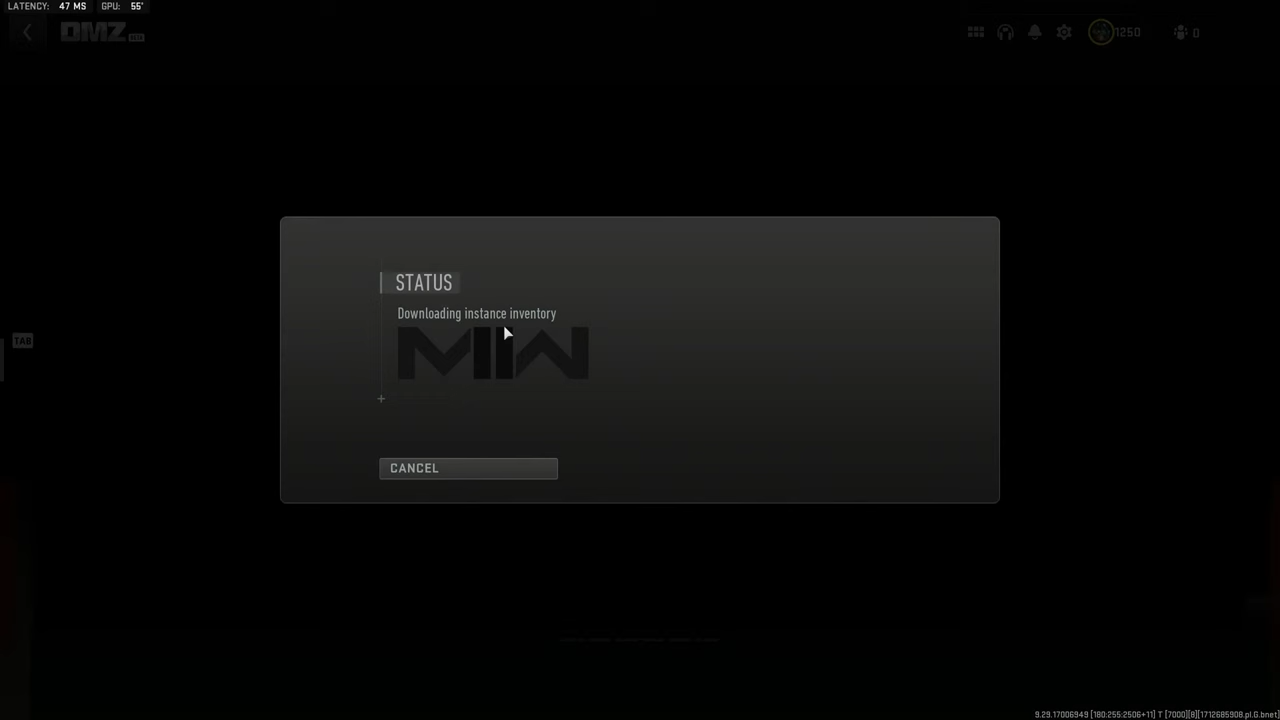 LATENCY: 47 MS GPU: 55°
DMZ
1250
0
TAB
STATUS
Downloading instance inventory
MW
CANCEL
9.29.17006949 [180:255:2506+11] T [7000][8][1712685908.pl.G.bnet]